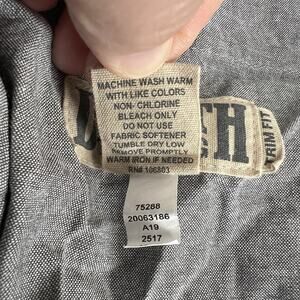 MACHINE WASH WARM
WITH LIKE COLORS
NON- CHLORINE
BLEACH ONLY
DO NOT USE
FABRIC SOFTENER
TUMBLE DRY LOW
REMOVE PROMPTLY
WARM IRON IF NEEDED
RN# 106803
TRIM FIT
75288
20063186
A19
2517